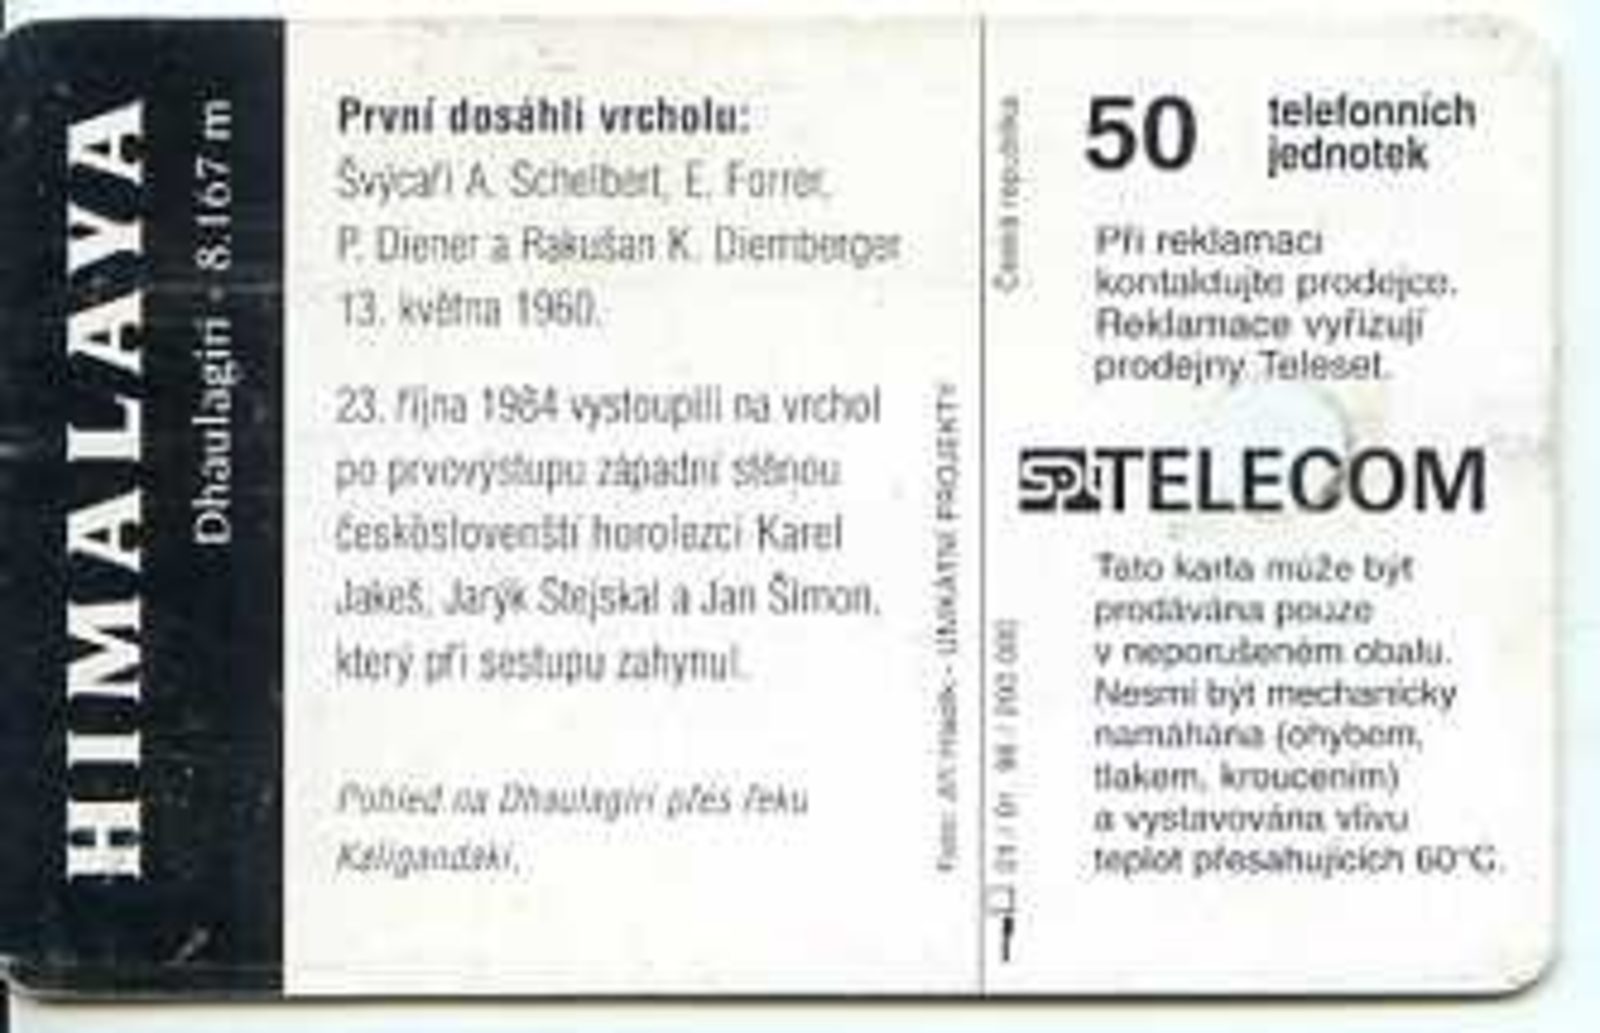 HIMALAYA
Dhaulagiri • 8.167 m
První dosáhli vrcholu:
Švýcaři A. Schelbert, E. Forrer,
P. Diener a Rakušan K. Diemberger
13. května 1960.
23. října 1984 vystoupili na vrchol
po prvovýstupu západní stěnou
českoslovenští horolezci Karel
Jakeš, Jarýk Stejskal a Jan Šimon,
který při sestupu zahynul.
Pohled na Dhaulagiri přes řeku
Kaligandaki,
Foto: - UNIKÁTNÍ PROJEKTY
Česká republika
/ 200 000
50 telefonních
jednotek
Při reklamaci
kontaktujte prodejce.
Reklamace vyřizují
prodejny Teleset.
SPT TELECOM
Tato karta může být
prodávána pouze
v neporušeném obalu.
Nesmí být mechanicky
namáhána (ohybem,
tlakem, kroucením)
a vystavována vlivu
teplot přesahujících 60°C.